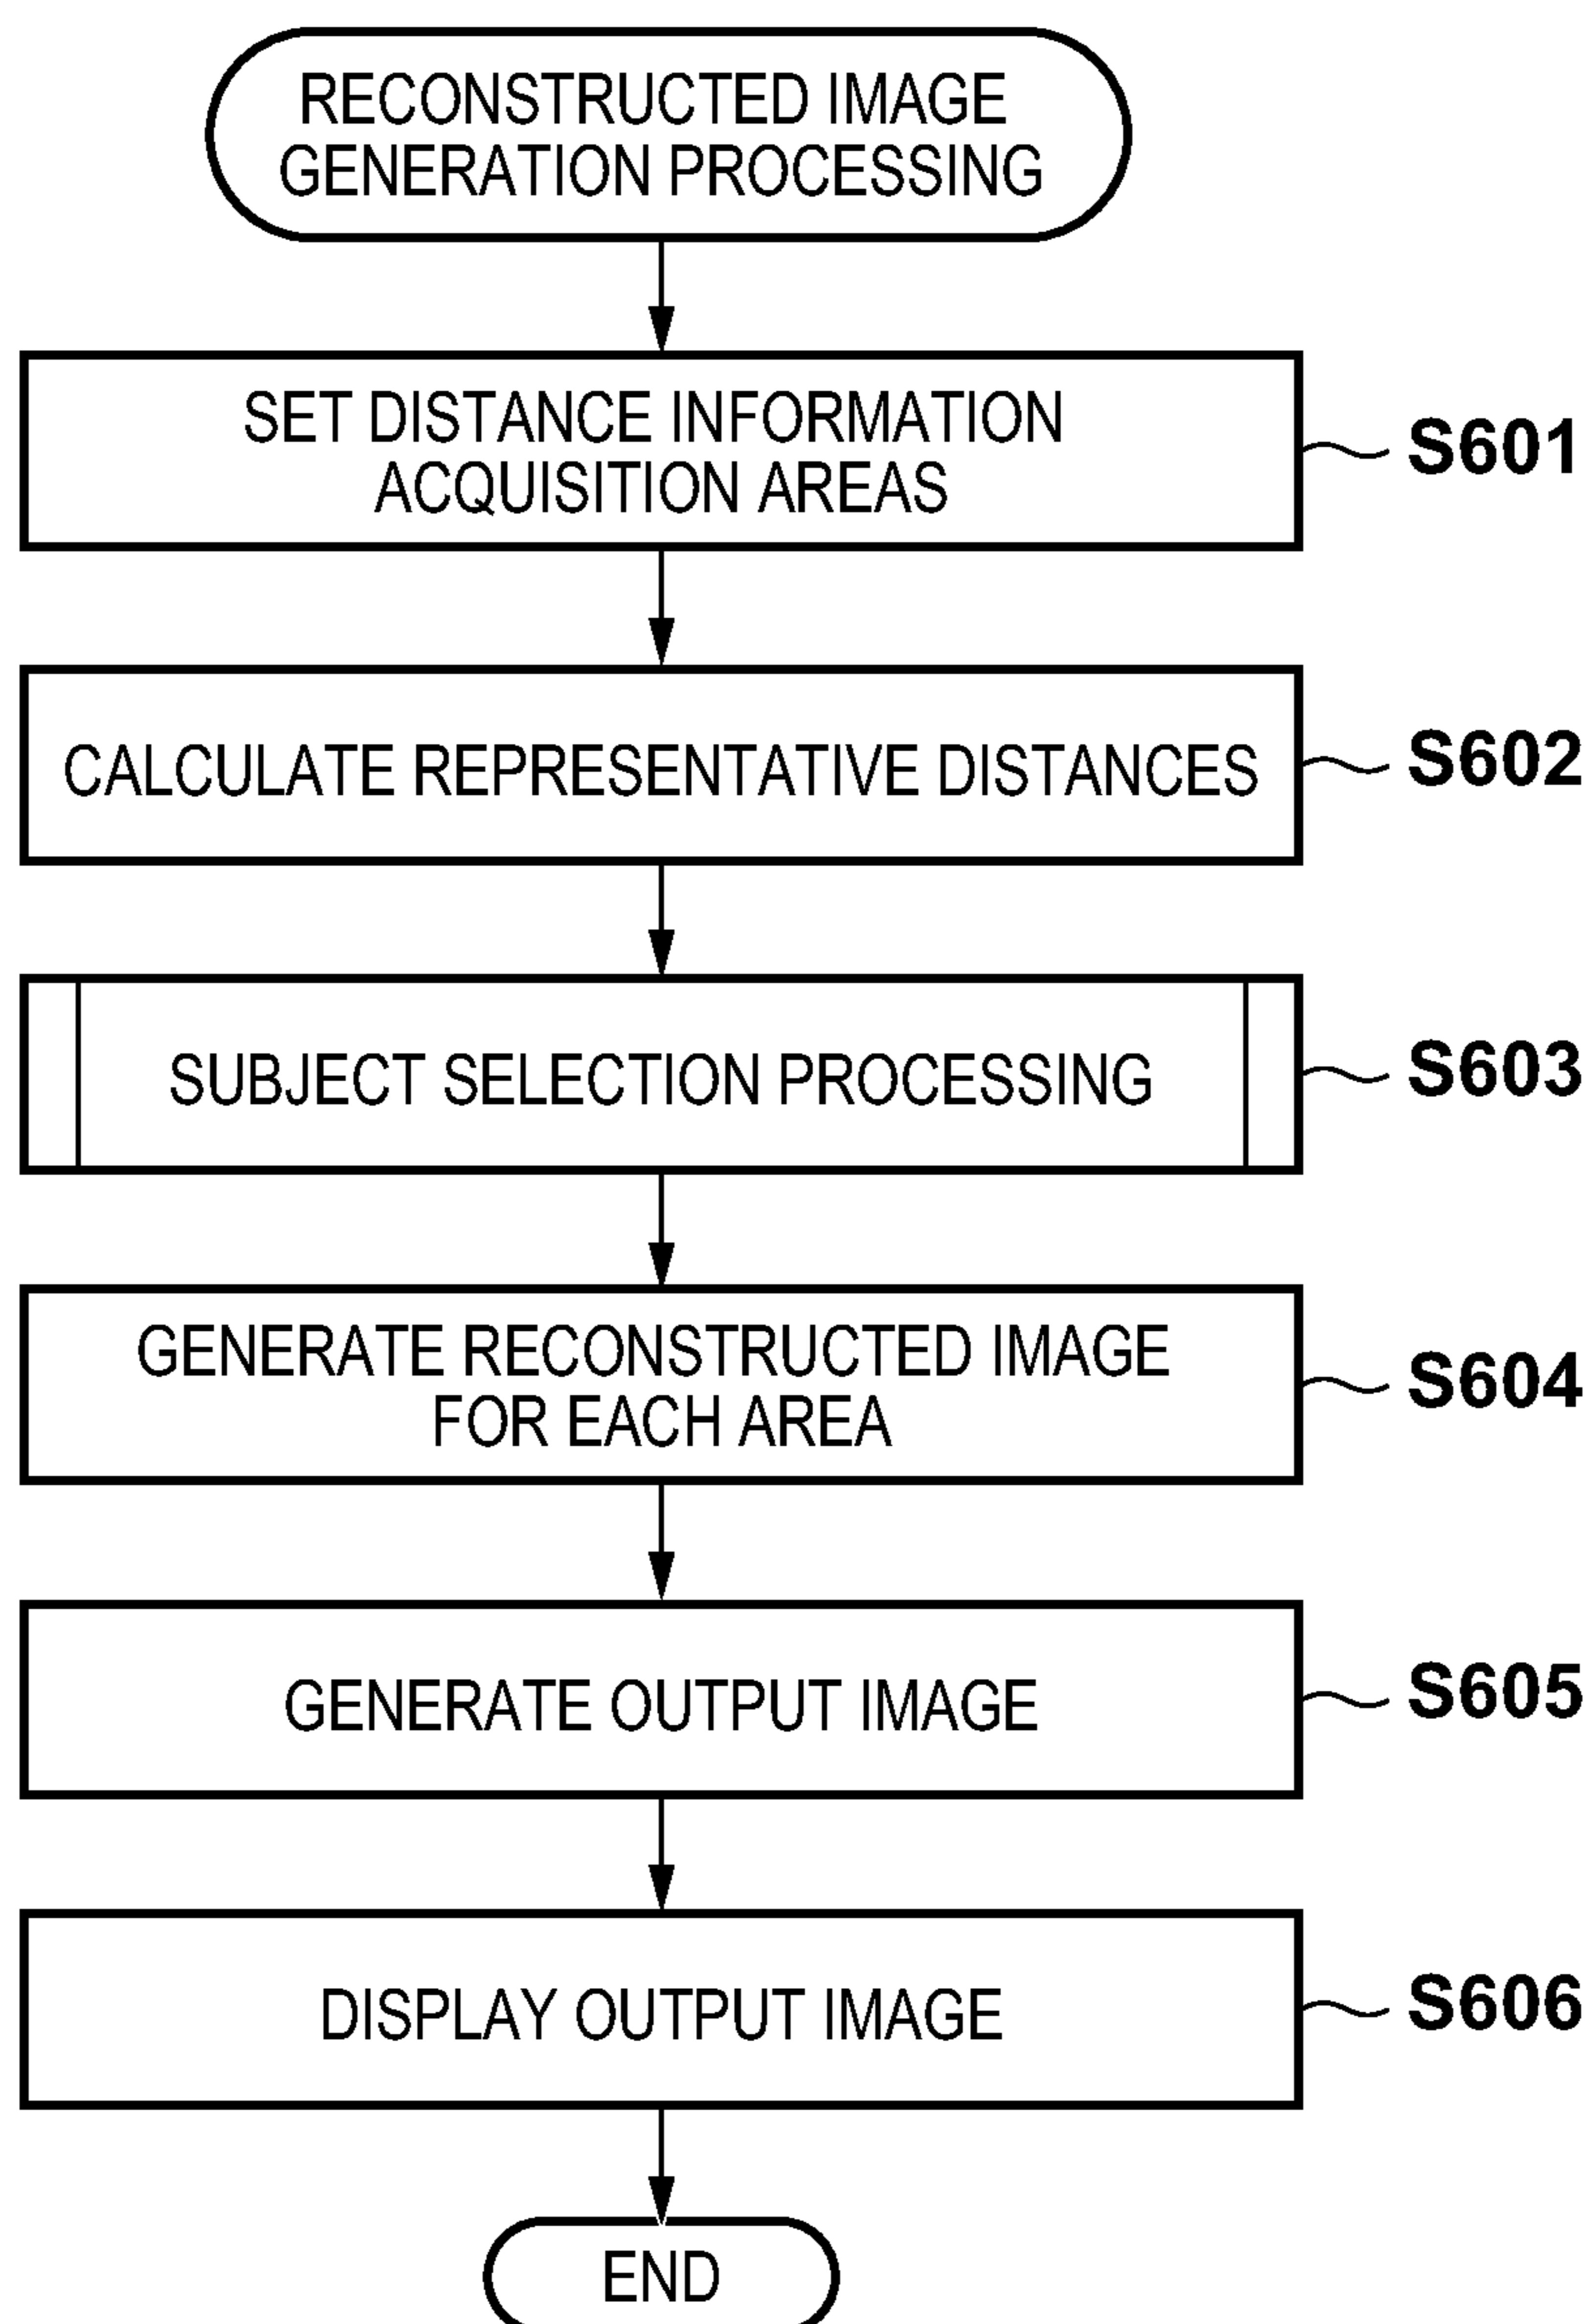 RECONSTRUCTED IMAGE
GENERATION PROCESSING
SET DISTANCE INFORMATION
ACQUISITION AREAS
S601
CALCULATE REPRESENTATIVE DISTANCES
S602
SUBJECT SELECTION PROCESSING
S603
GENERATE RECONSTRUCTED IMAGE
FOR EACH AREA
S604
GENERATE OUTPUT IMAGE
S605
DISPLAY OUTPUT IMAGE
S606
END